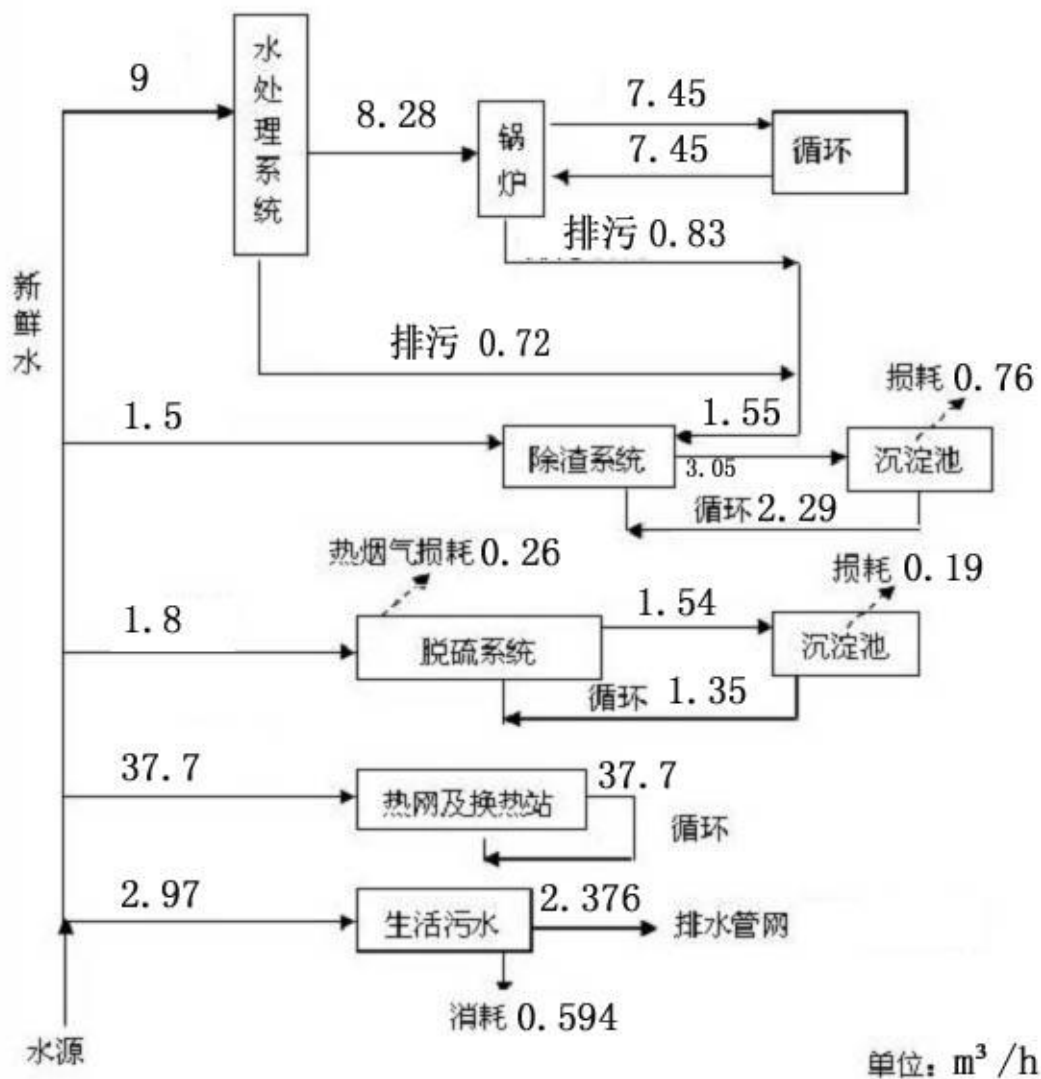 9
水处理系统
8.28
锅炉
7.45
7.45
循环
排污 0.83
新鲜水
排污 0.72
损耗 0.76
1.5
1.55
除渣系统
3.05
沉淀池
循环 2.29
热烟气损耗 0.26
损耗 0.19
1.8
1.54
脱硫系统
沉淀池
循环 1.35
37.7
热网及换热站
37.7
循环
2.97
生活污水
2.376
排水管网
消耗 0.594
水源
单位：m³/h